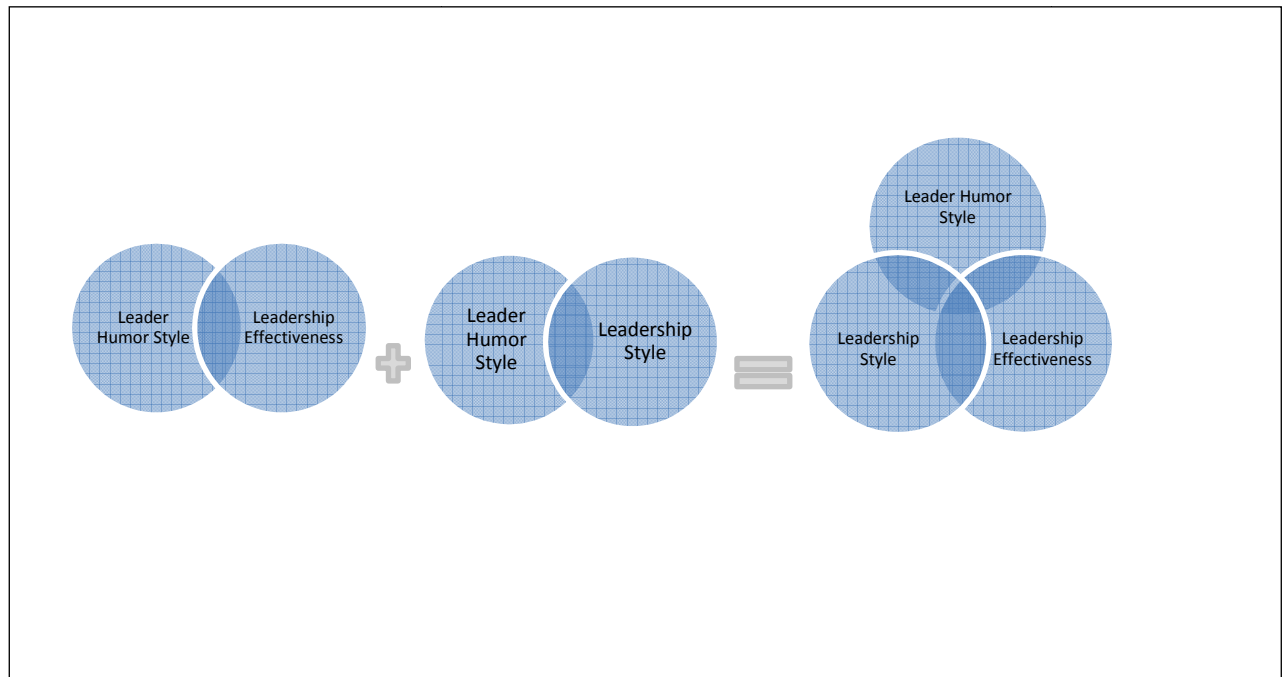 Leader
Humor Style
Leadership
Effectiveness
Leader
Humor
Style
Leadership
Style
Leader Humor
Style
Leadership
Style
Leadership
Effectiveness